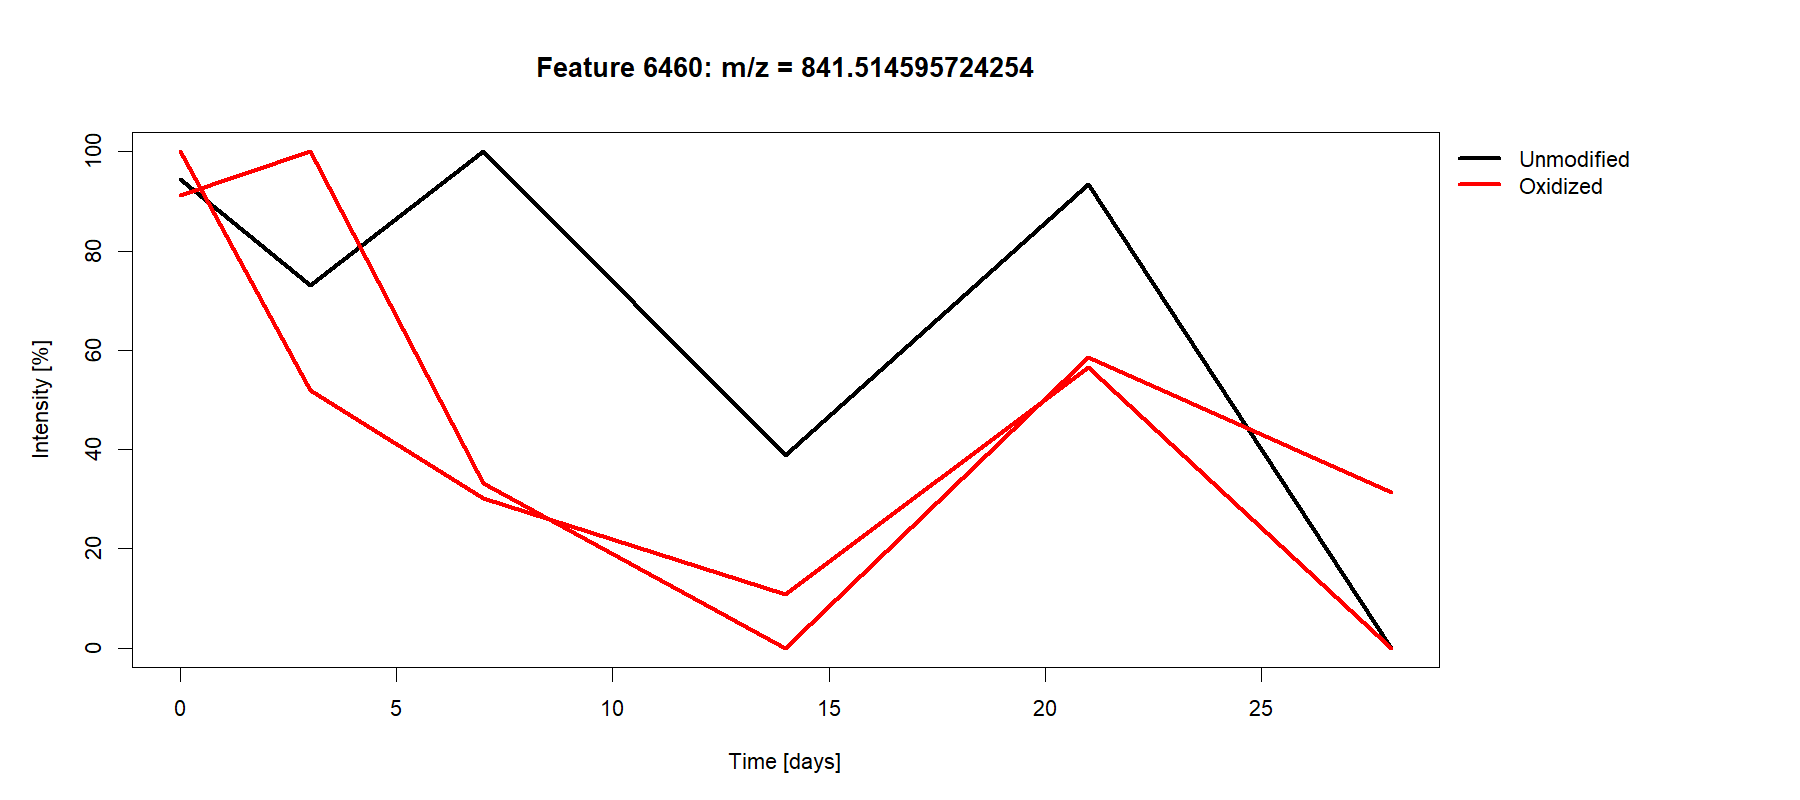 Feature 6460: m/z = 841.514595724254
Unmodified
Oxidized
Intensity [%]
100
80
60
40
20
0
0 5 10 15 20 25
Time [days]